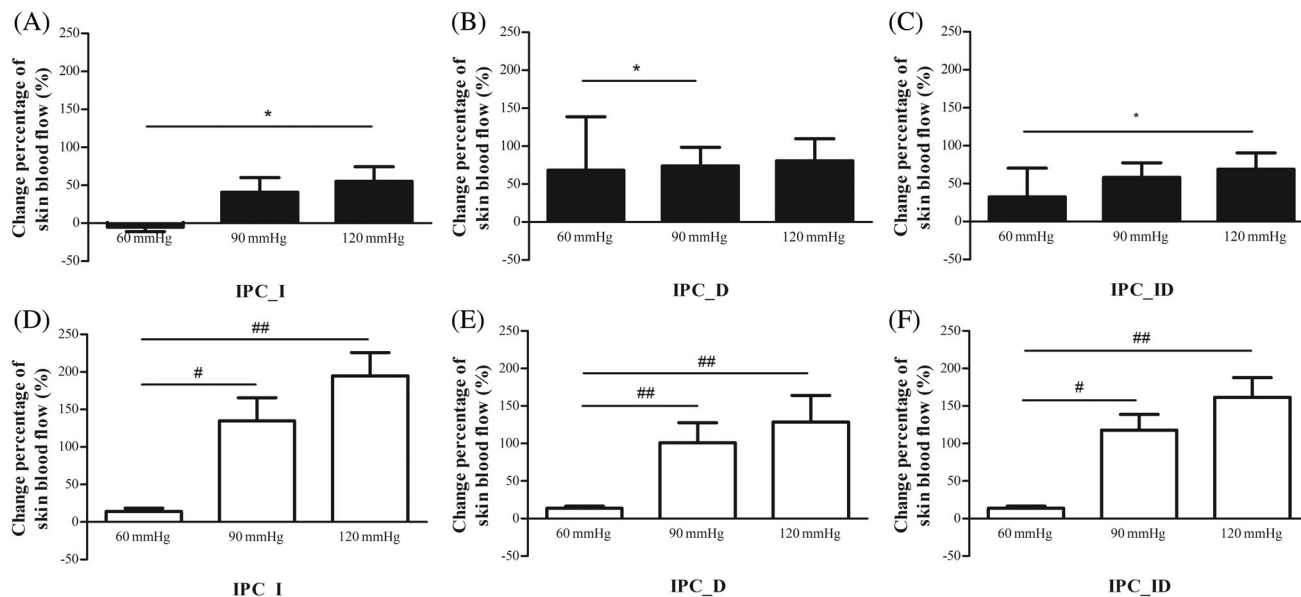 (A)
Change percentage of
skin blood flow (%)
250
200
150
100
50
0
-50
*
60 mmHg
90 mmHg
120 mmHg
IPC_I
(B)
Change percentage of
skin blood flow (%)
250
200
150
100
50
0
-50
*
60 mmHg
90 mmHg
120 mmHg
IPC_D
(C)
Change percentage of
skin blood flow (%)
250
200
150
100
50
0
-50
*
60 mmHg
90 mmHg
120 mmHg
IPC_ID
(D)
Change percentage of
skin blood flow (%)
250
200
150
100
50
0
-50
##
#
60 mmHg
90 mmHg
120 mmHg
IPC_I
(E)
Change percentage of
skin blood flow (%)
250
200
150
100
50
0
-50
##
##
60 mmHg
90 mmHg
120 mmHg
IPC_D
(F)
Change percentage of
skin blood flow (%)
250
200
150
100
50
0
-50
##
#
60 mmHg
90 mmHg
120 mmHg
IPC_ID